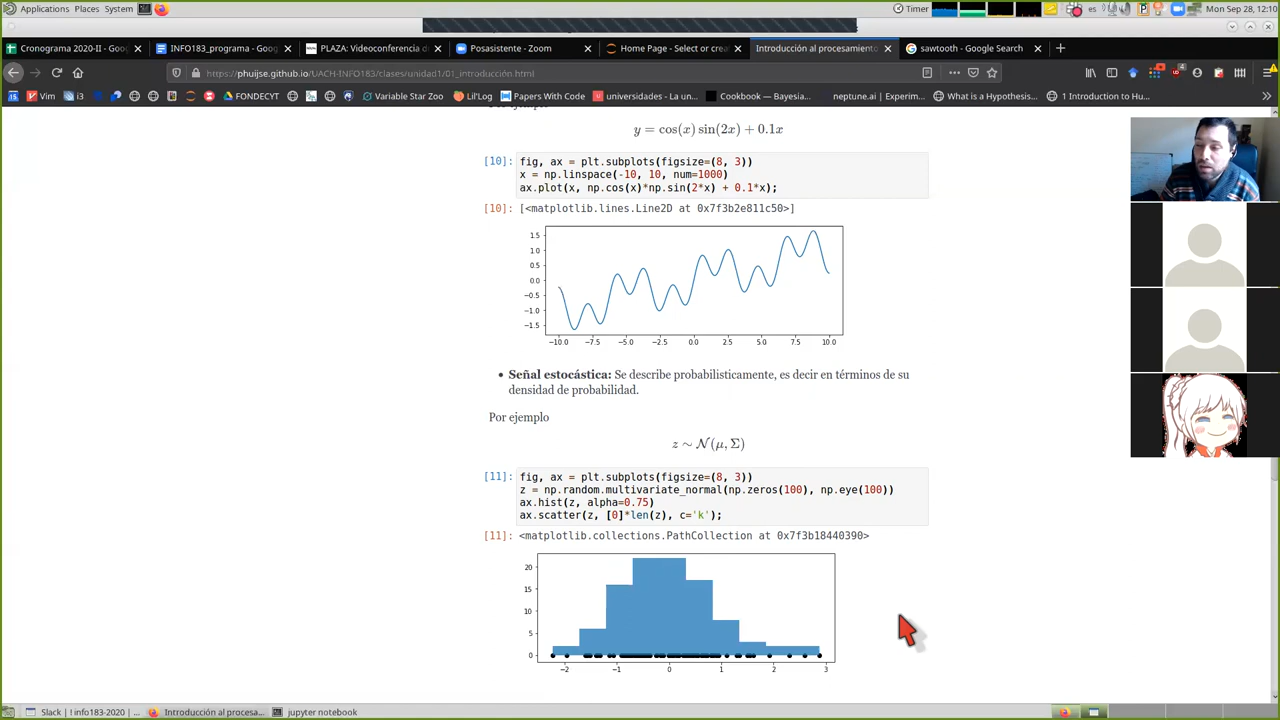 Applications Places System
Timer
es
Mon Sep 28, 12:10
Cronograma 2020-II - Goog
INFO183_programa - Goog
PLAZA: Videoconferencia d
Posasistente - Zoom
Home Page - Select or crea
Introducción al procesamiento
sawtooth - Google Search
https://phuijse.github.io/UACH-INFO183/clases/unidad1/01_introducción.html
Vim
i3
FONDECYT
Variable Star Zoo
Lil'Log
Papers With Code
universidades - La un...
Cookbook — Bayesia...
neptune.ai | Experim...
What is a Hypothesis...
1 Introduction to Hu...
y = cos(x) sin(2x) + 0.1x
[10]: fig, ax = plt.subplots(figsize=(8, 3))
x = np.linspace(-10, 10, num=1000)
ax.plot(x, np.cos(x)*np.sin(2*x) + 0.1*x);
[10]: [<matplotlib.lines.Line2D at 0x7f3b2e811c50>]
1.5
1.0
0.5
0.0
−0.5
−1.0
−1.5
−10.0 −7.5 −5.0 −2.5 0.0 2.5 5.0 7.5 10.0
• Señal estocástica: Se describe probabilisticamente, es decir en términos de su
densidad de probabilidad.
Por ejemplo
z ∼ N(μ, Σ)
[11]: fig, ax = plt.subplots(figsize=(8, 3))
z = np.random.multivariate_normal(np.zeros(100), np.eye(100))
ax.hist(z, alpha=0.75)
ax.scatter(z, [0]*len(z), c='k');
[11]: <matplotlib.collections.PathCollection at 0x7f3b18440390>
20
15
10
5
0
−2 −1 0 1 2 3
Slack | ! info183-2020 | ...
Introducción al procesa...
jupyter notebook